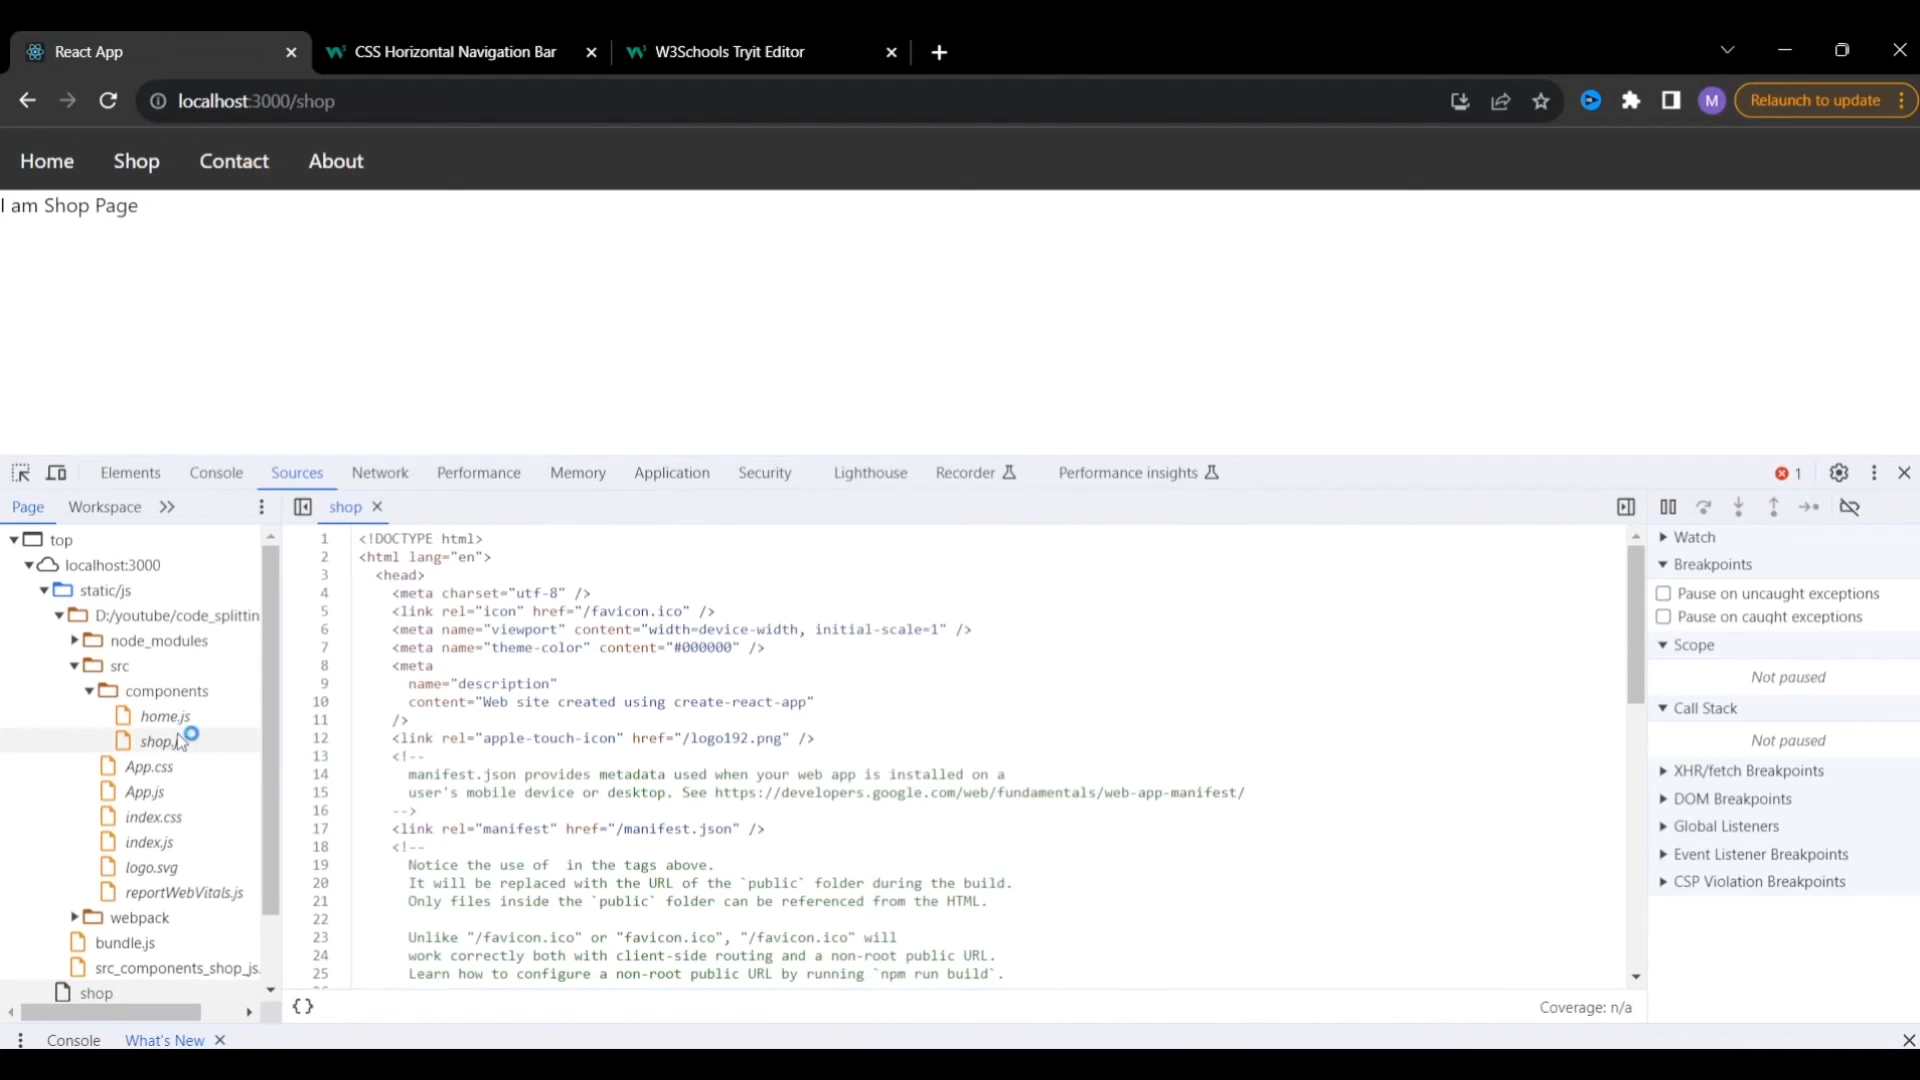 React App
CSS Horizontal Navigation Bar
W3Schools Tryit Editor
localhost:3000/shop
M
Relaunch to update
Home Shop Contact About
I am Shop Page
Elements Console Sources Network Performance Memory Application Security Lighthouse Recorder Performance insights 1
Page Workspace
shop
top
localhost:3000
static/js
D:/youtube/code_splittin
node_modules
src
components
home.js
App.css
App.js
index.css
index.js
logo.svg
reportWebVitals.js
webpack
bundle.js
src_components_shop_js.
shop
1 <!DOCTYPE html>
2 <html lang="en">
3 <head>
4 <meta charset="utf-8" />
5 <link rel="icon" href="/favicon.ico" />
6 <meta name="viewport" content="width=device-width, initial-scale=1" />
7 <meta name="theme-color" content="#000000" />
8 <meta
9 name="description"
10 content="Web site created using create-react-app"
11 />
12 <link rel="apple-touch-icon" href="/logo192.png" />
13 <!--
14 manifest.json provides metadata used when your web app is installed on a
15 user's mobile device or desktop. See https://developers.google.com/web/fundamentals/web-app-manifest/
16 -->
17 <link rel="manifest" href="/manifest.json" />
18 <!--
19 Notice the use of  in the tags above.
20 It will be replaced with the URL of the `public` folder during the build.
21 Only files inside the `public` folder can be referenced from the HTML.
22
23 Unlike "/favicon.ico" or "favicon.ico", "/favicon.ico" will
24 work correctly both with client-side routing and a non-root public URL.
25 Learn how to configure a non-root public URL by running `npm run build`.
{} Coverage: n/a
Watch
Breakpoints
Pause on uncaught exceptions
Pause on caught exceptions
Scope
Not paused
Call Stack
Not paused
XHR/fetch Breakpoints
DOM Breakpoints
Global Listeners
Event Listener Breakpoints
CSP Violation Breakpoints
Console What's New